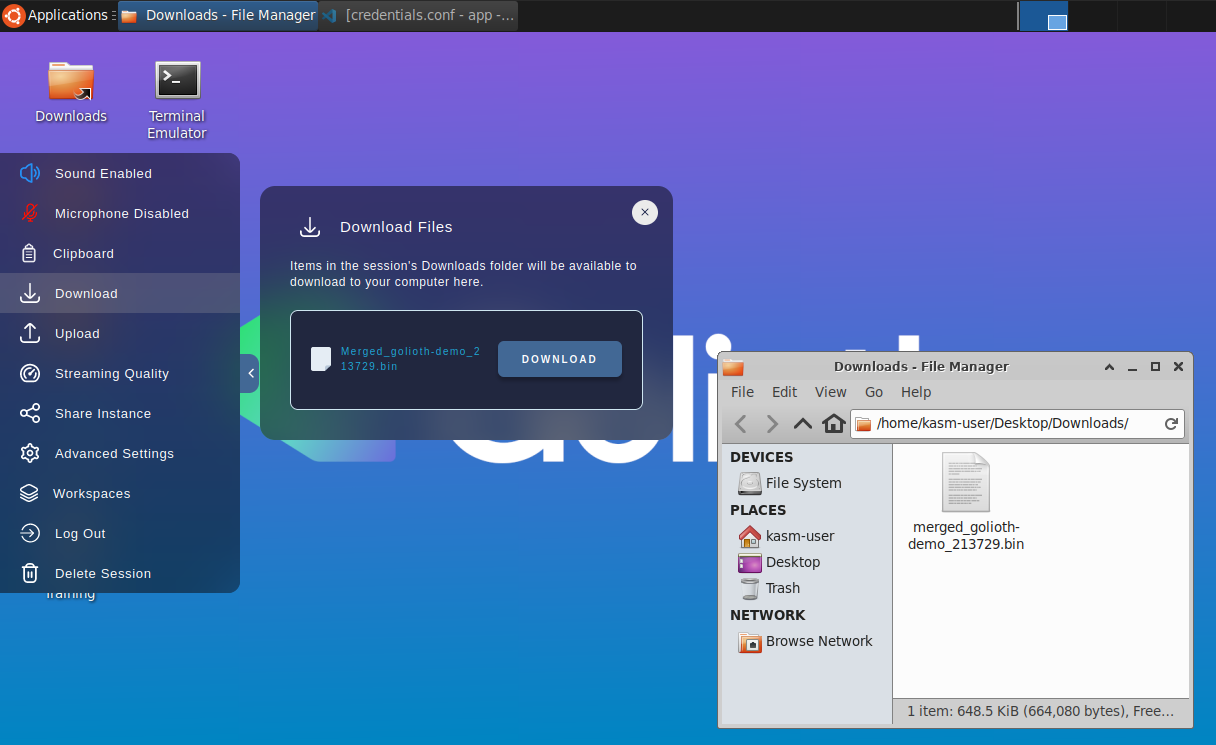 Applications
Downloads - File Manager
[credentials.conf - app -...
Downloads
Terminal
Emulator
Sound Enabled
Microphone Disabled
Clipboard
Download
Upload
Streaming Quality
Share Instance
Advanced Settings
Workspaces
Log Out
Delete Session
Training
Download Files
Items in the session's Downloads folder will be available to
download to your computer here.
Merged_golioth-demo_2
13729.bin
DOWNLOAD
Downloads - File Manager
File Edit View Go Help
/home/kasm-user/Desktop/Downloads/
DEVICES
File System
PLACES
kasm-user
Desktop
Trash
NETWORK
Browse Network
merged_golioth-
demo_213729.bin
1 item: 648.5 KiB (664,080 bytes), Free...